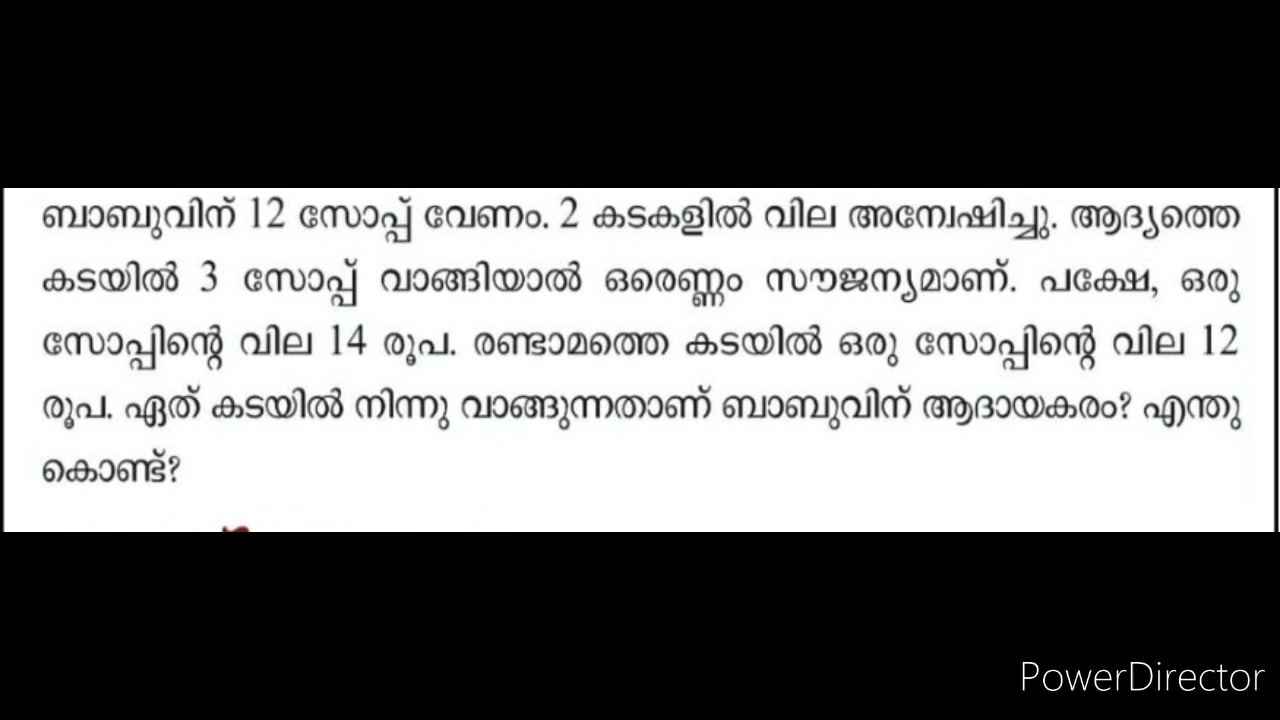 ബാബുവിന് 12 സോപ്പ് വേണം. 2 കടകളിൽ വില അന്വേഷിച്ചു. ആദ്യത്തെ
കടയിൽ 3 സോപ്പ് വാങ്ങിയാൽ ഒരെണ്ണം സൗജന്യമാണ്. പക്ഷേ, ഒരു
സോപ്പിന്റെ വില 14 രൂപ. രണ്ടാമത്തെ കടയിൽ ഒരു സോപ്പിന്റെ വില 12
രൂപ. ഏത് കടയിൽ നിന്നു വാങ്ങുന്നതാണ് ബാബുവിന് ആദായകരം? എന്തു
കൊണ്ട്?
PowerDirector